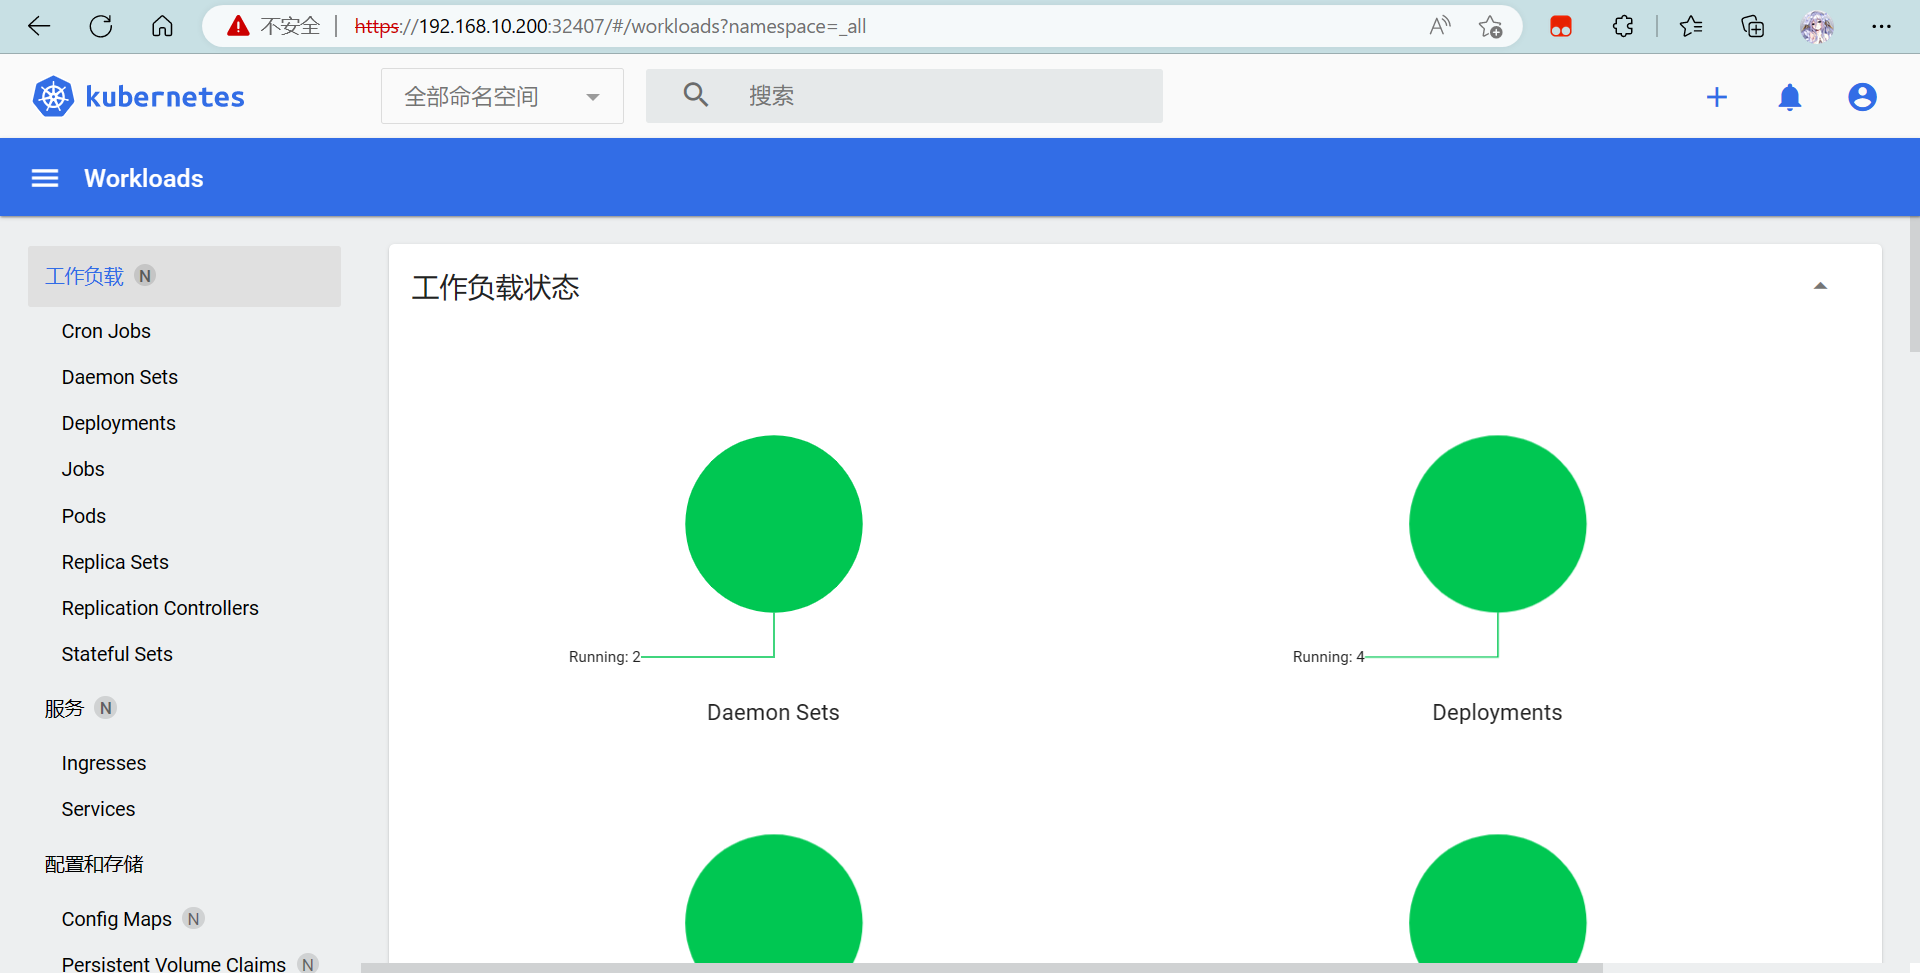 不安全 https://192.168.10.200:32407/#/workloads?namespace=_all
kubernetes
全部命名空间
搜索
Workloads
工作负载 N
Cron Jobs
Daemon Sets
Deployments
Jobs
Pods
Replica Sets
Replication Controllers
Stateful Sets
服务 N
Ingresses
Services
配置和存储
Config Maps N
Persistent Volume Claims N
工作负载状态
Running: 2
Daemon Sets
Running: 4
Deployments